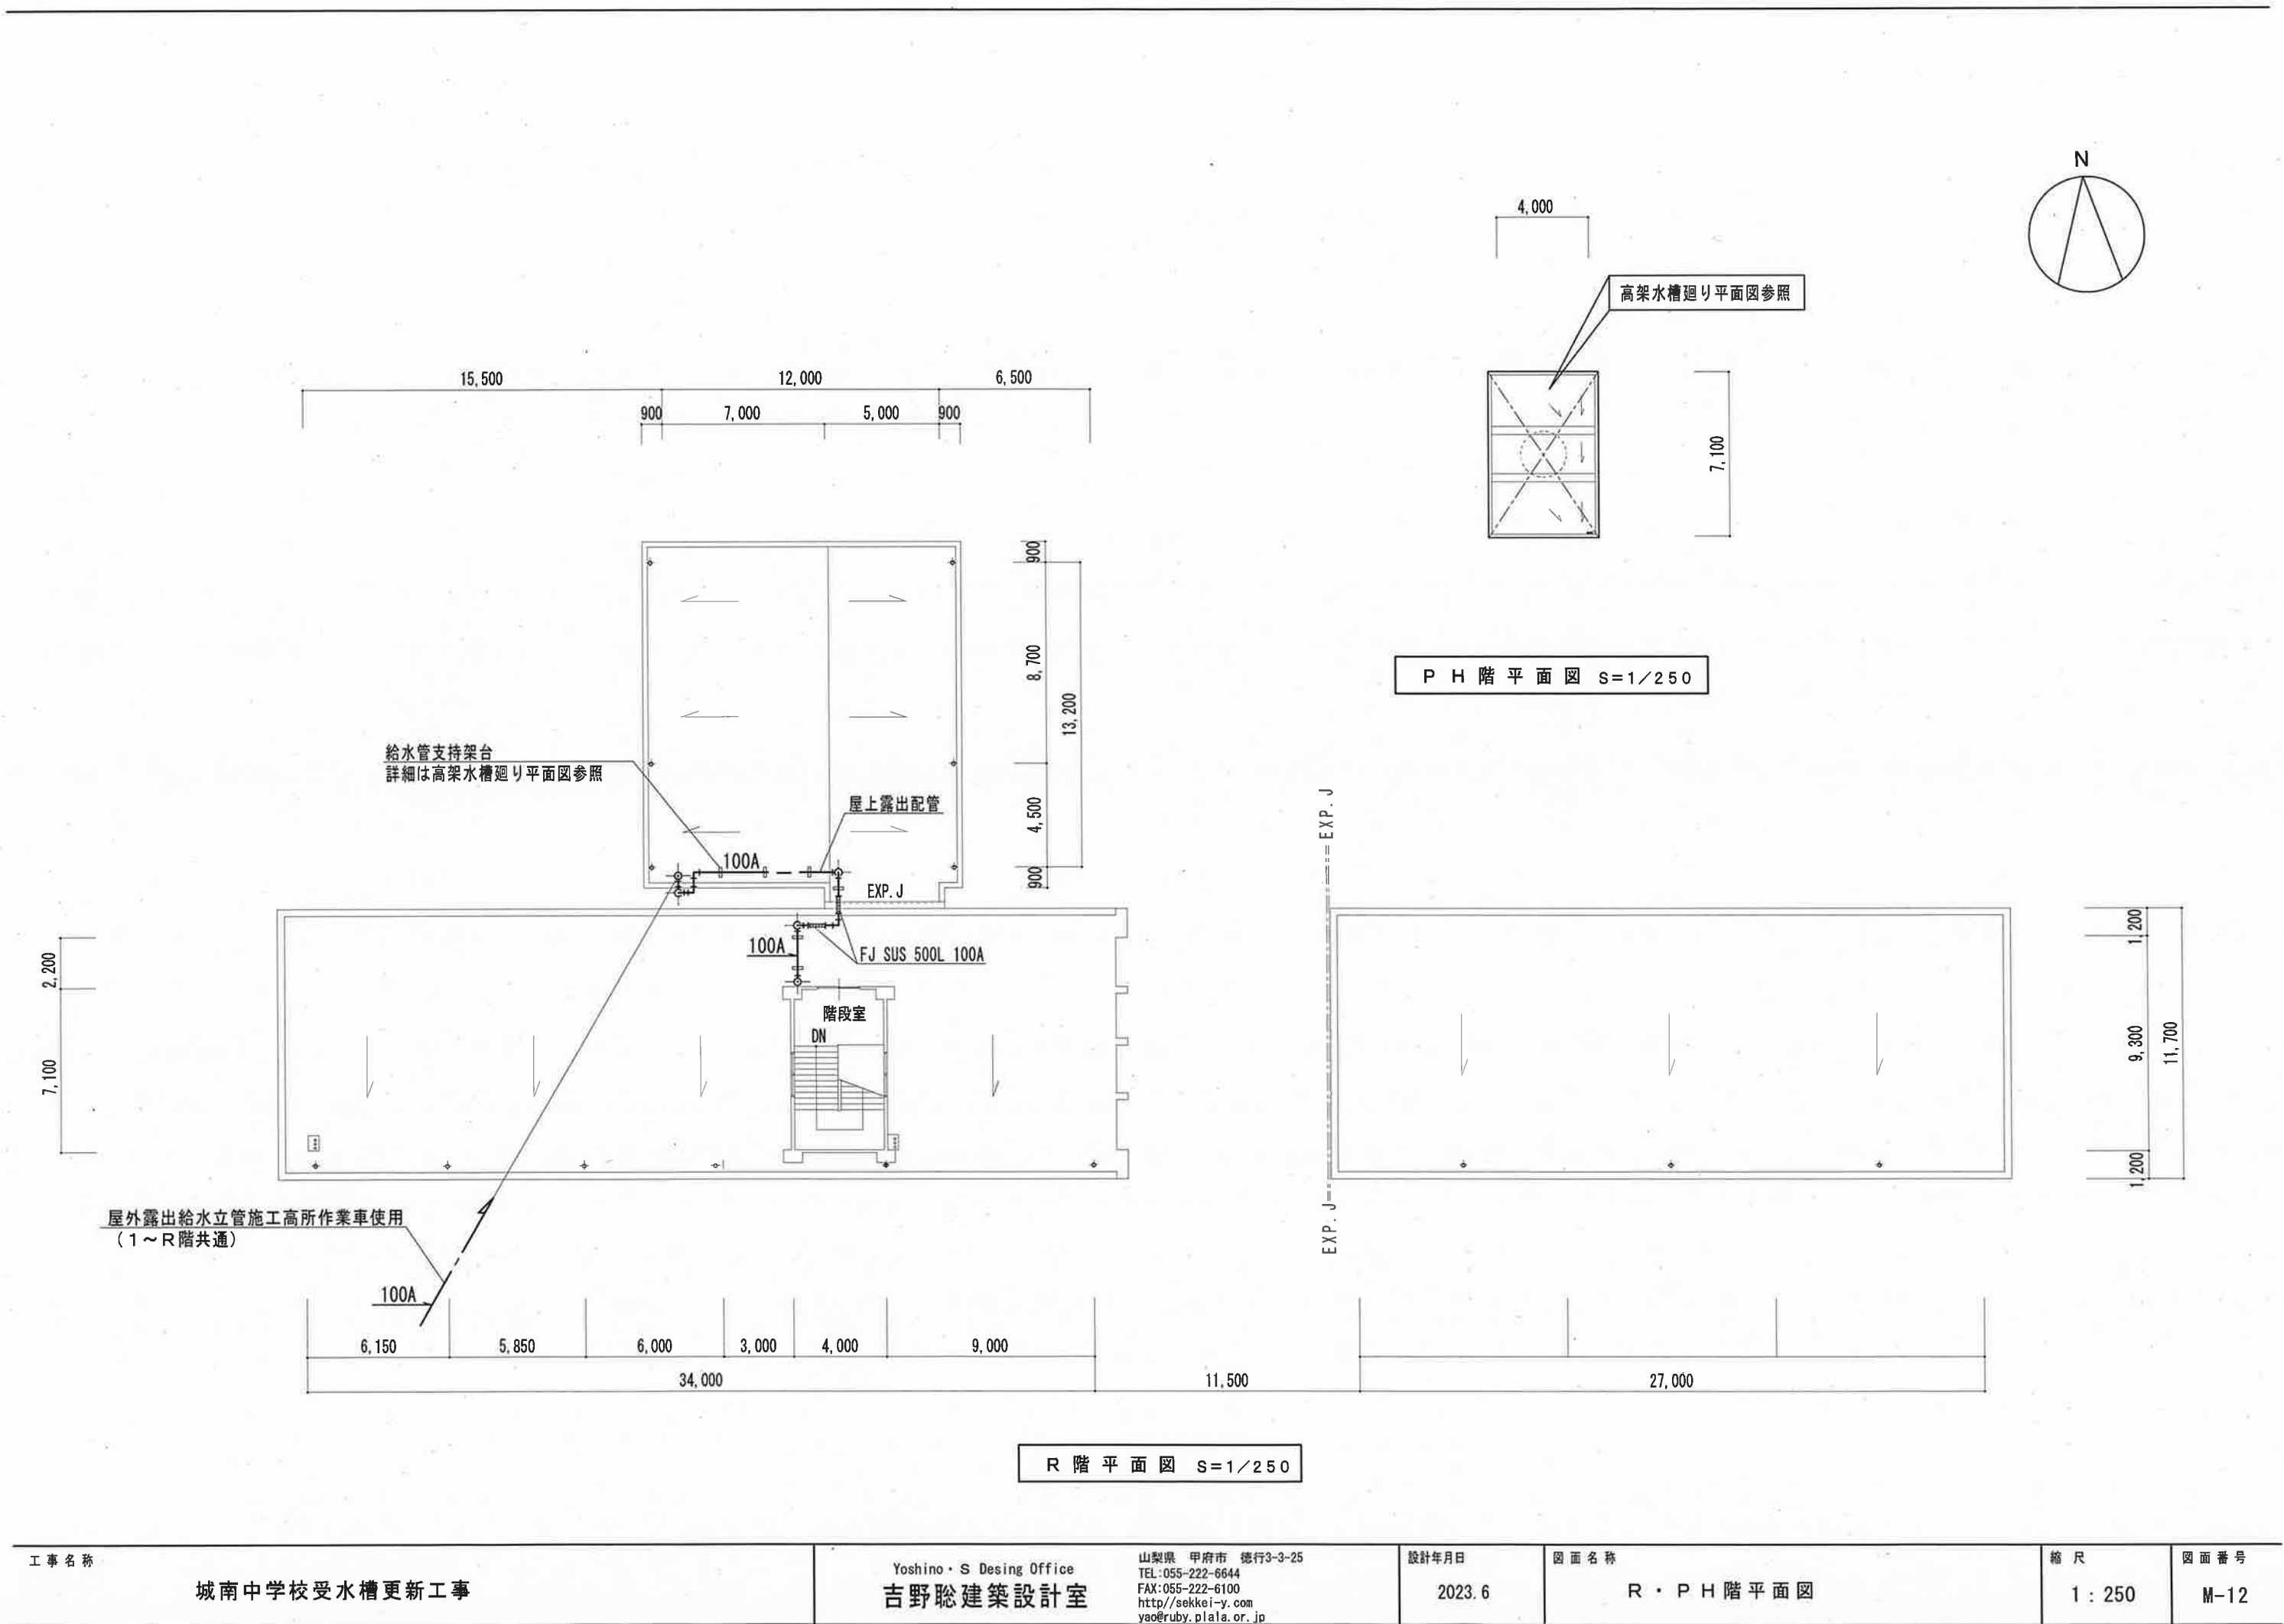 N
4,000
高架水槽廻り平面図参照
15,500
12,000
6,500
900
7,000
5,000
900
7,100
900
8,700
13,200
4,500
900
PH階平面図 S=1/250
給水管支持架台
詳細は高架水槽廻り平面図参照
屋上露出配管
100A
EXP.J
EXP.J
100A
FJ SUS 500L 100A
2,200
7,100
階段室
DN
1,200
9,300
11,700
1,200
屋外露出給水立管施工高所作業車使用
(1~R階共通)
EXP.J
100A
6,150
5,850
6,000
3,000
4,000
9,000
34,000
11,500
27,000
R階平面図 S=1/250
工事名称
城南中学校受水槽更新工事
Yoshino・S Desing Office
吉野聡建築設計室
山梨県 甲府市 徳行3-3-25
TEL:055-222-6644
FAX:055-222-6100
http//sekkei-y.com
yao@ruby.plala.or.jp
設計年月日
2023.6
図面名称
R・PH階平面図
縮尺
1:250
図面番号
M-12